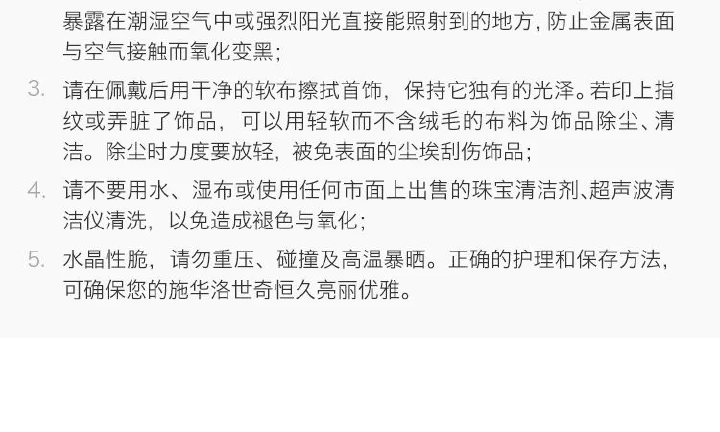 暴露在潮湿空气中或强烈阳光直接能照射到的地方，防止金属表面
与空气接触而氧化变黑；
3. 请在佩戴后用干净的软布擦拭首饰，保持它独有的光泽。若印上指
纹或弄脏了饰品，可以用轻软而不含绒毛的布料为饰品除尘、清
洁。除尘时力度要放轻，被免表面的尘埃刮伤饰品；
4. 请不要用水、湿布或使用任何市面上出售的珠宝清洁剂、超声波清
洁仪清洗，以免造成褪色与氧化；
5. 水晶性脆，请勿重压、碰撞及高温暴晒。正确的护理和保存方法，
可确保您的施华洛世奇恒久亮丽优雅。